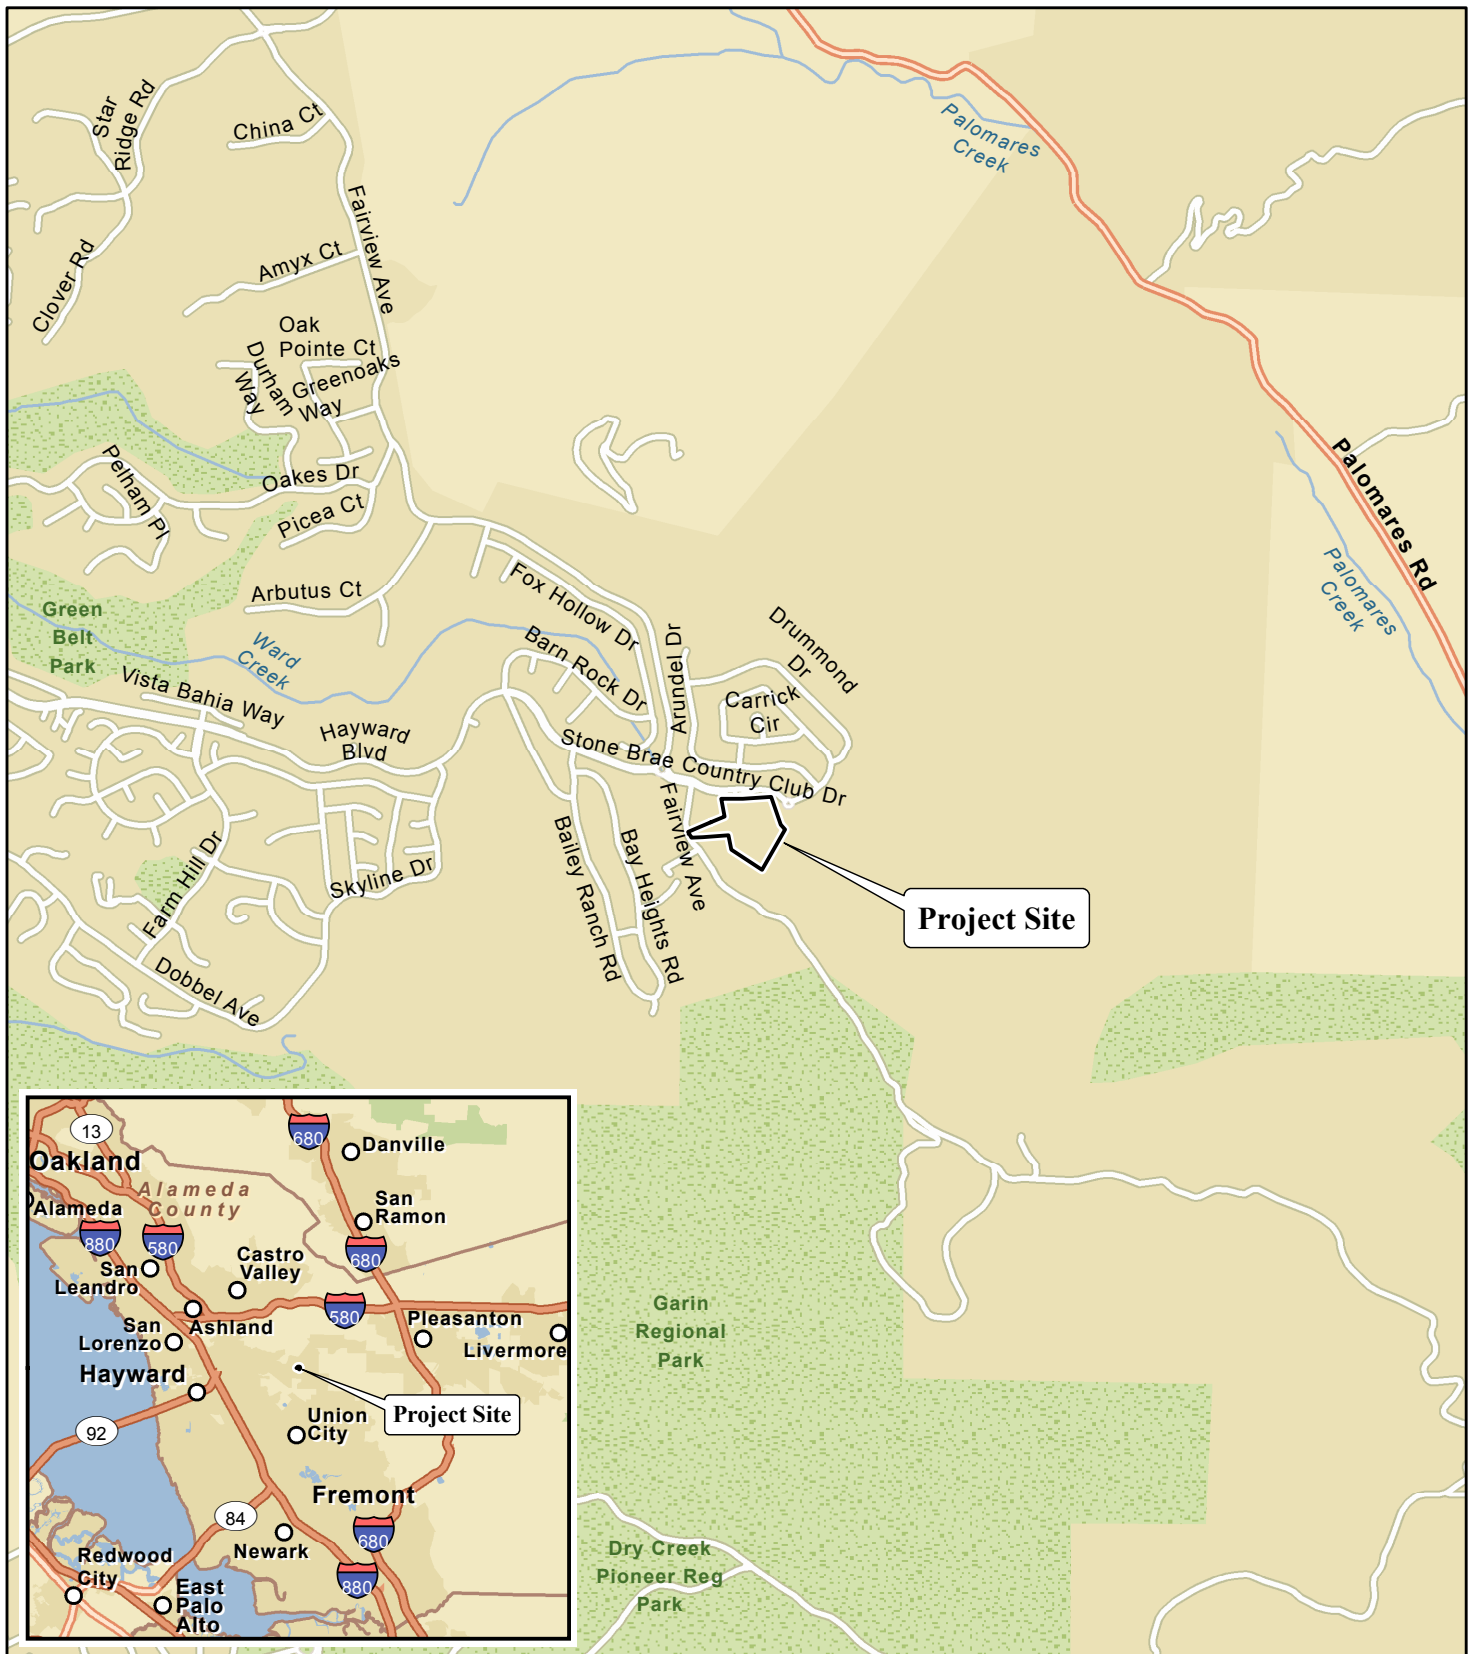 Star
Ridge Rd
China Ct
Palomares
Creek
Fairview Ave
Clover Rd
Amyx Ct
Oak
Pointe Ct
Durham
Way
Greenoaks
Way
Pelham Pl
Oakes Dr
Picea Ct
Palomares Rd
Palomares
Creek
Arbutus Ct
Fox Hollow Dr
Green
Belt
Park
Ward
Creek
Barn Rock Dr
Arundel Dr
Drummond
Dr
Vista Bahia Way
Carrick
Cir
Hayward
Blvd
Stone Brae Country Club Dr
Fairview Ave
Bailey Ranch Rd
Bay Heights Rd
Farm Hill Dr
Skyline Dr
Project Site
Dobbel Ave
13
680
Danville
Oakland
Alameda
County
San
Ramon
Alameda
880
580
680
Castro
Valley
San
Leandro
580
Ashland
Pleasanton
San
Lorenzo
Livermore
Hayward
Project Site
Union
City
92
Fremont
84
680
Newark
880
Redwood
City
East
Palo
Alto
Garin
Regional
Park
Dry Creek
Pioneer Reg
Park